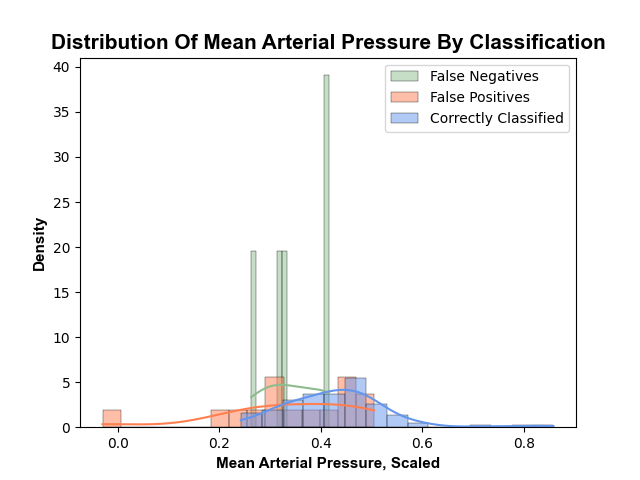 Distribution Of Mean Arterial Pressure By Classification
False Negatives
False Positives
Correctly Classified
Density
40
35
30
25
20
15
10
5
0
0.0 0.2 0.4 0.6 0.8
Mean Arterial Pressure, Scaled